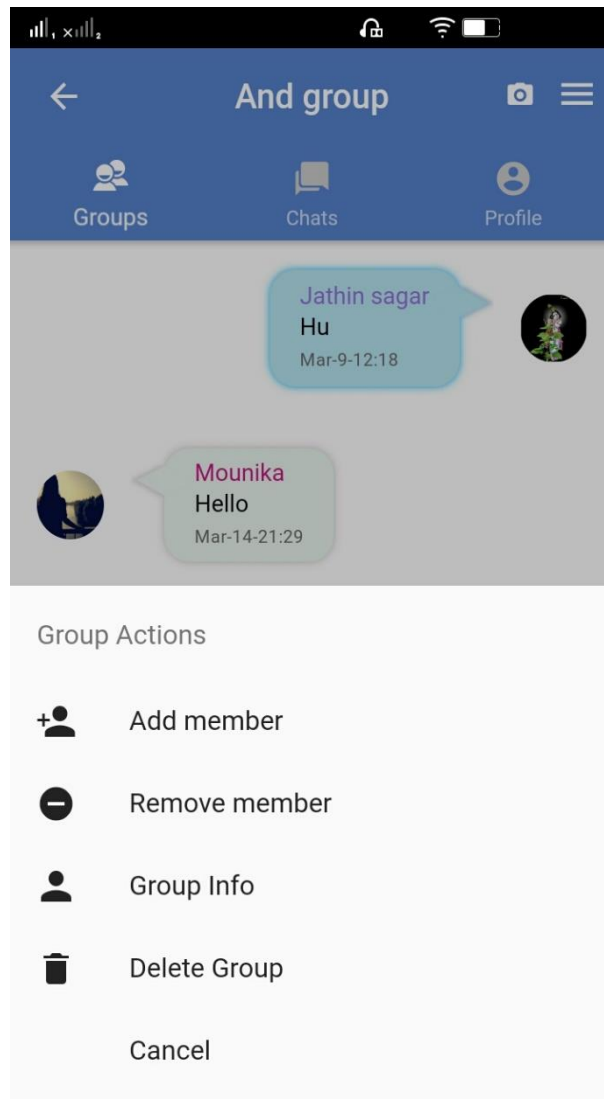 And group
Groups
Chats
Profile
Jathin sagar
Hu
Mar-9-12:18
Mounika
Hello
Mar-14-21:29
Group Actions
Add member
Remove member
Group Info
Delete Group
Cancel